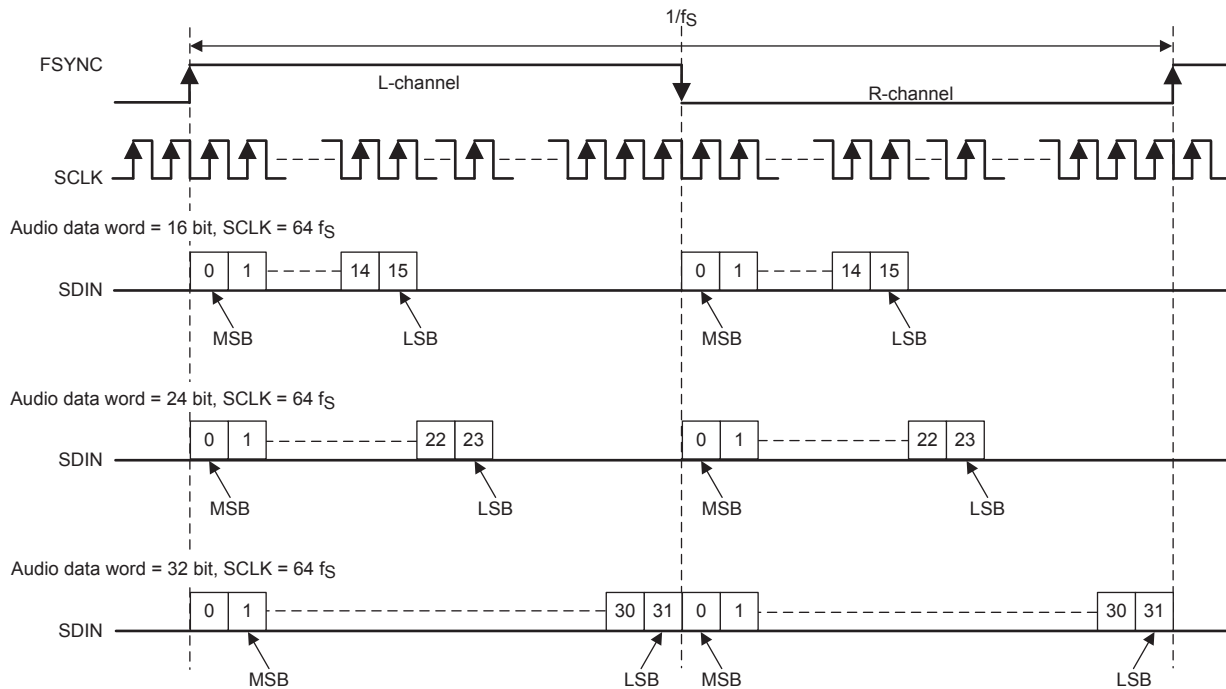 1/fS
FSYNC
L-channel
R-channel
SCLK
Audio data word = 16 bit, SCLK = 64 fS
0 1 14 15 0 1 14 15
SDIN
MSB LSB MSB LSB
Audio data word = 24 bit, SCLK = 64 fS
0 1 22 23 0 1 22 23
SDIN
MSB LSB MSB LSB
Audio data word = 32 bit, SCLK = 64 fS
0 1 30 31 0 1 30 31
SDIN
MSB LSB MSB LSB